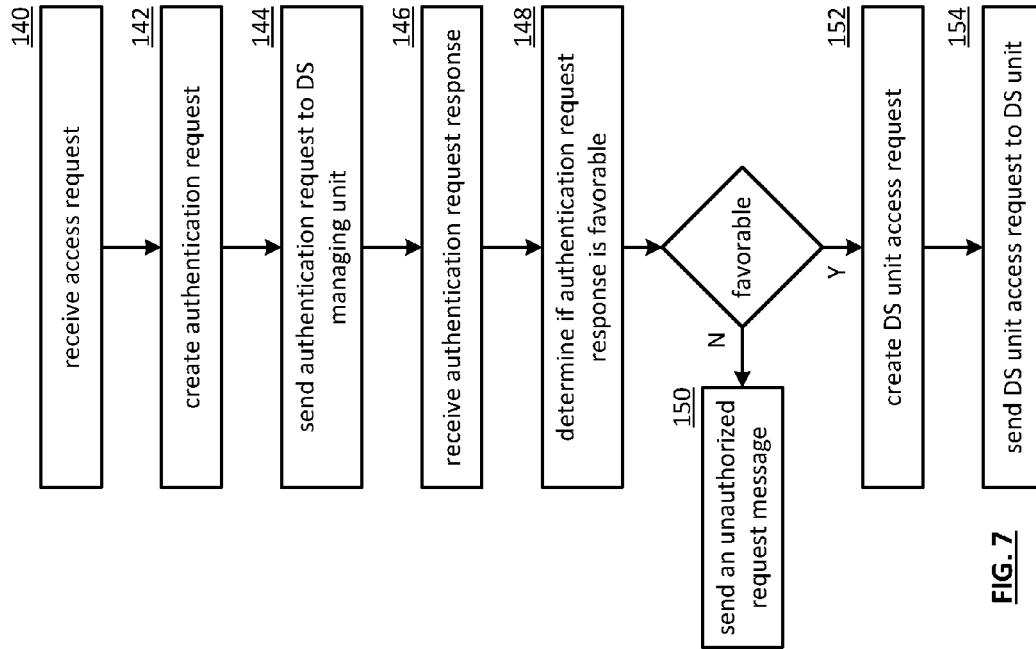 140
receive access request
142
create authentication request
144
send authentication request to DS
managing unit
146
receive authentication request response
148
determine if authentication request
response is favorable
favorable
N
Y
150
send an unauthorized
request message
152
create DS unit access request
154
send DS unit access request to DS unit
FIG. 7